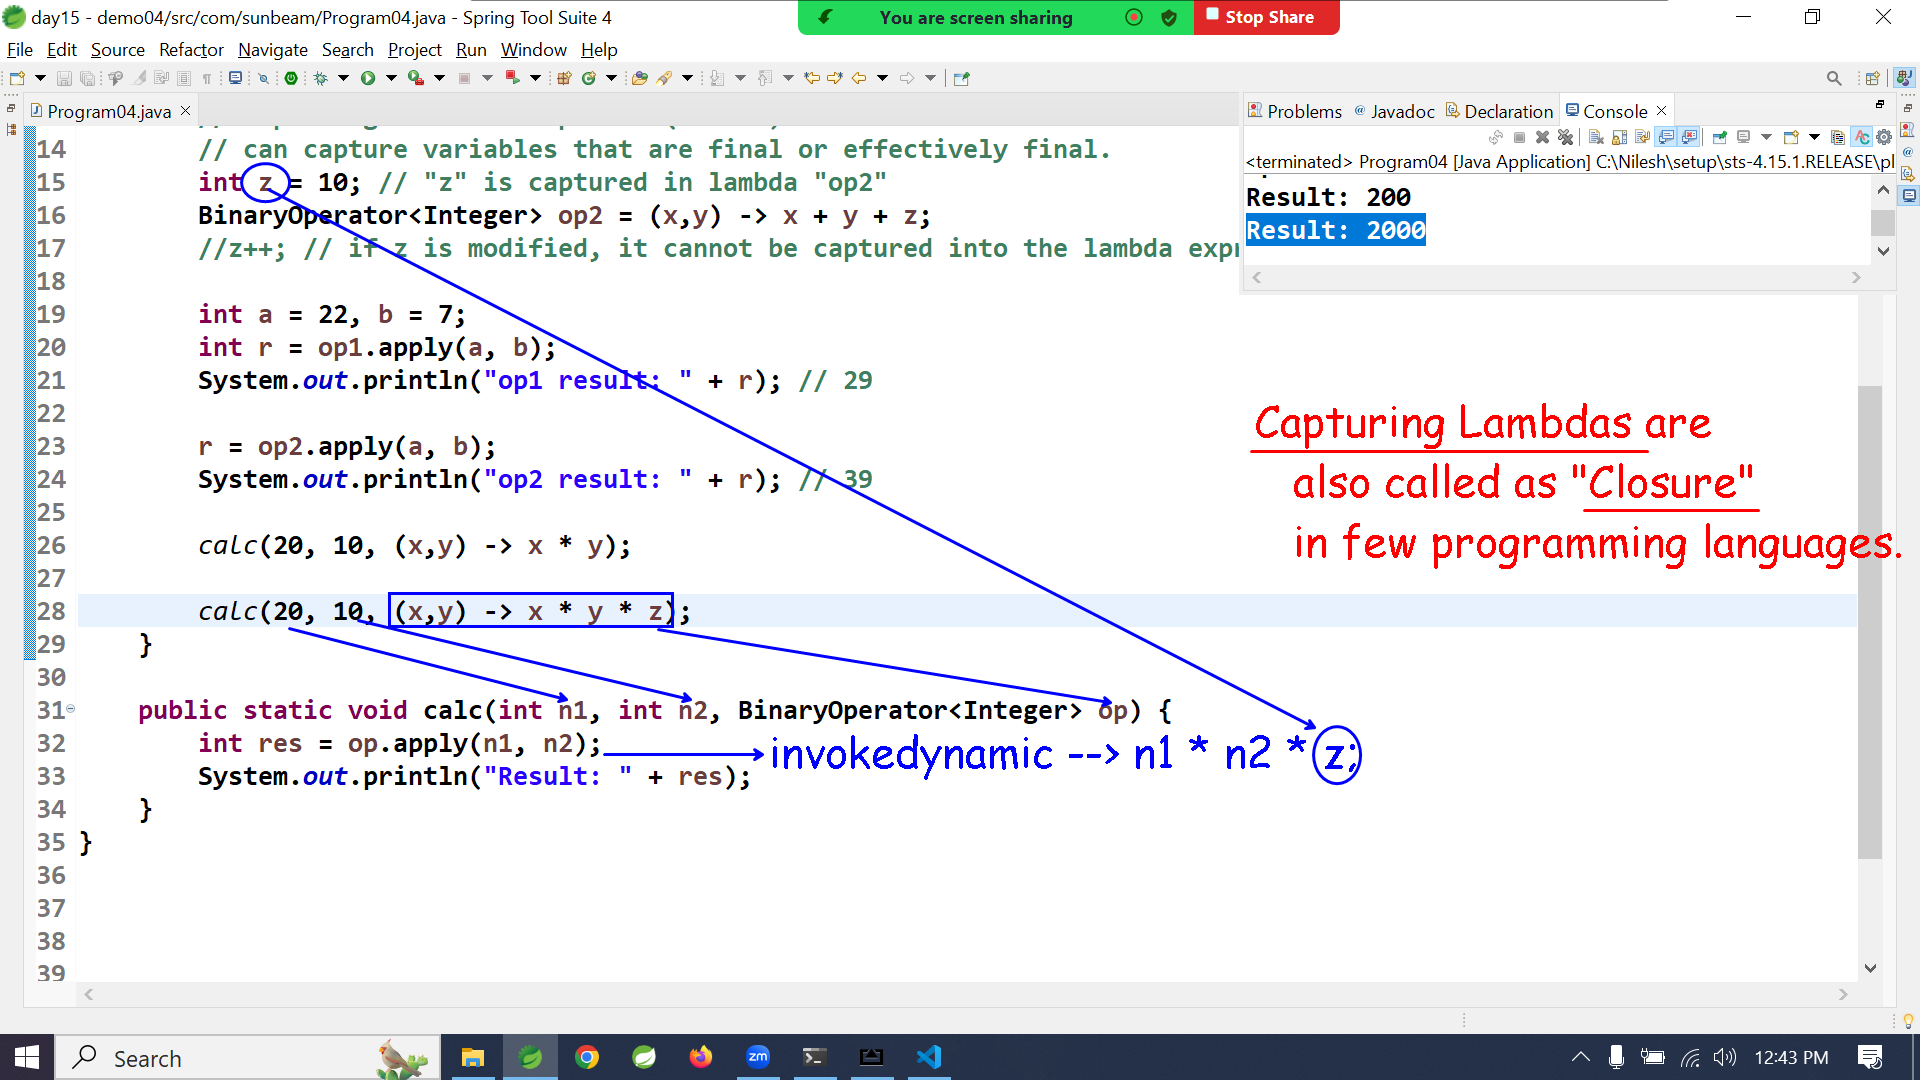 day15 - demo04/src/com/sunbeam/Program04.java - Spring Tool Suite 4
You are screen sharing
Stop Share
File Edit Source Refactor Navigate Search Project Run Window Help
Program04.java
Problems @ Javadoc Declaration Console
<terminated> Program04 [Java Application] C:\Nilesh\setup\sts-4.15.1.RELEASE\pl
Result: 200
Result: 2000
14 // can capture variables that are final or effectively final.
15 int z = 10; // "z" is captured in lambda "op2"
16 BinaryOperator<Integer> op2 = (x,y) -> x + y + z;
17 //z++; // if z is modified, it cannot be captured into the lambda exp
18
19 int a = 22, b = 7;
20 int r = op1.apply(a, b);
21 System.out.println("op1 result: " + r); // 29
22
23 r = op2.apply(a, b);
24 System.out.println("op2 result: " + r); // 39
25
26 calc(20, 10, (x,y) -> x * y);
27
28 calc(20, 10, (x,y) -> x * y * z);
29 }
30
31 public static void calc(int n1, int n2, BinaryOperator<Integer> op) {
32 int res = op.apply(n1, n2); invokedynamic --> n1 * n2 * z;
33 System.out.println("Result: " + res);
34 }
35 }
36
37
38
39
Capturing Lambdas are
also called as "Closure"
in few programming languages.
Search
zm
12:43 PM